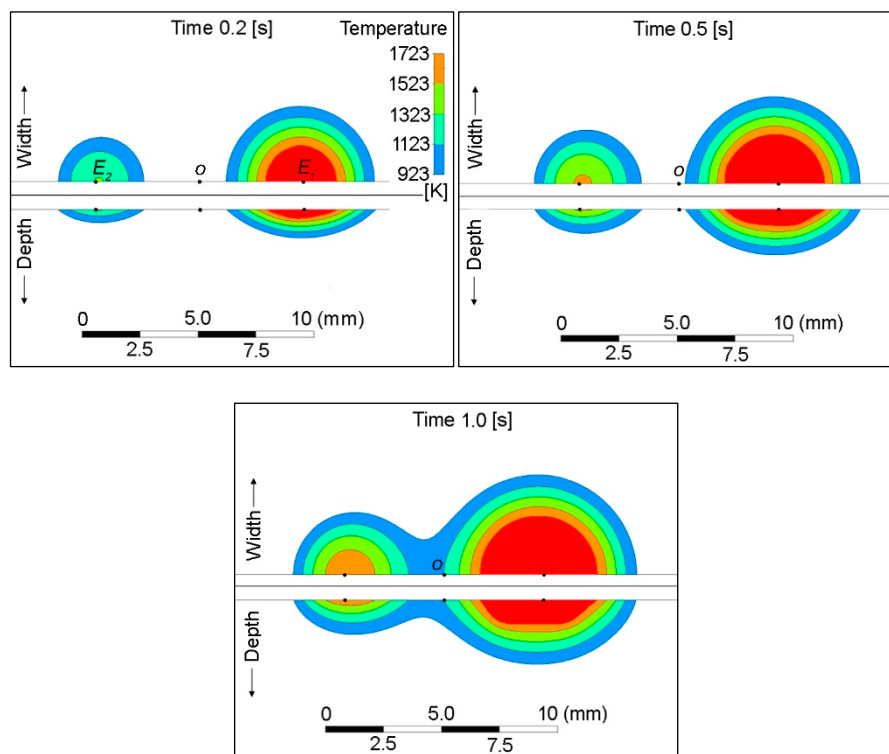 Time 0.2 [s]
Temperature
1723
1523
1323
1123
923
[K]
Width
E2
o
E1
Depth
0 5.0 10 (mm)
2.5 7.5
Time 0.5 [s]
Width
o
Depth
0 5.0 10 (mm)
2.5 7.5
Time 1.0 [s]
Width
o
Depth
0 5.0 10 (mm)
2.5 7.5